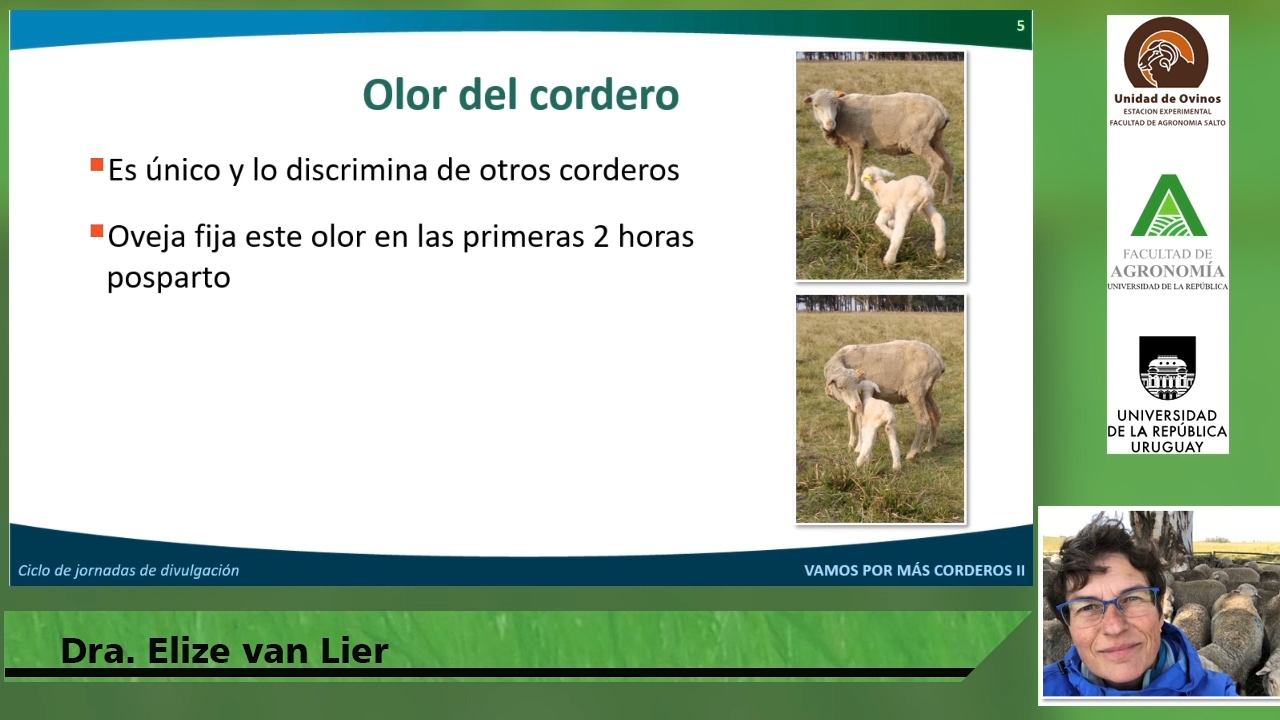 5
Olor del cordero
Es único y lo discrimina de otros corderos
Oveja fija este olor en las primeras 2 horas
posparto
Ciclo de jornadas de divulgación
VAMOS POR MÁS CORDEROS II
Dra. Elize van Lier
Unidad de Ovinos
ESTACION EXPERIMENTAL
FACULTAD DE AGRONOMIA SALTO
FACULTAD DE
AGRONOMÍA
UNIVERSIDAD DE LA REPÚBLICA
UNIVERSIDAD
DE LA REPÚBLICA
URUGUAY